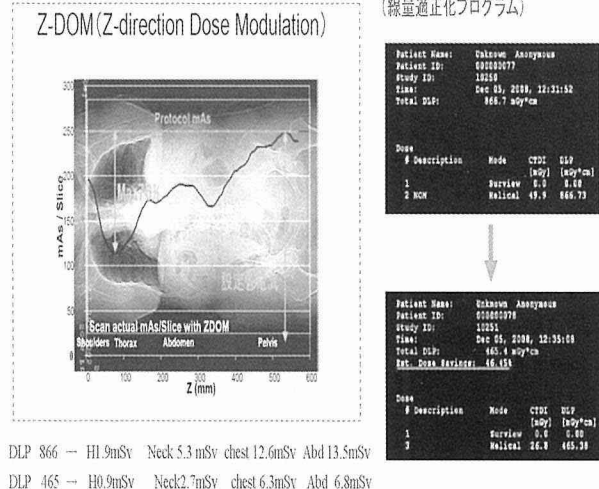 Z-DOM(Z-direction Dose Modulation)
(線量適正化プログラム)
300
250
200
150
100
50
0
mAs / Slice
Protocol mAs
Scan actual mAs/Slice with ZDOM
Shoulders Thorax Abdomen Pelvis
0 100 200 300 400 500 600
Z (mm)
Patient Name: Unknown Anonymous
Patient ID: 000000077
Study ID: 10250
Time: Dec 05, 2008, 12:31:52
Total DLP: 866.7 mGy*cm
Dose
# Description Mode CTDI DLP
[mGy] [mGy*cm]
1 Surview 0.0 0.00
2 NCM Helical 49.9 866.73
Patient Name: Unknown Anonymous
Patient ID: 000000078
Study ID: 10251
Time: Dec 05, 2008, 12:35:08
Total DLP: 465.4 mGy*cm
Est. Dose Savings: 46.45%
Dose
# Description Mode CTDI DLP
[mGy] [mGy*cm]
1 Surview 0.0 0.00
3 Helical 26.8 465.38
DLP 866 → H1.9mSv Neck 5.3 mSv chest 12.6mSv Abd 13.5mSv
DLP 465 → H0.9mSv Neck2.7mSv chest 6.3mSv Abd 6.8mSv